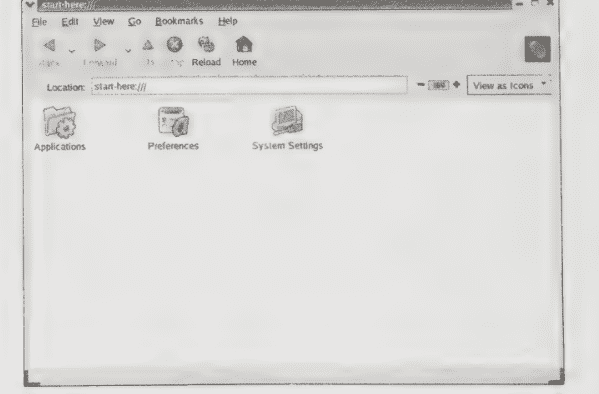 start-here:///
File Edit View Go Bookmarks Help
Forward Reload Home
Location: start-here:/// View as Icons
Applications Preferences System Settings